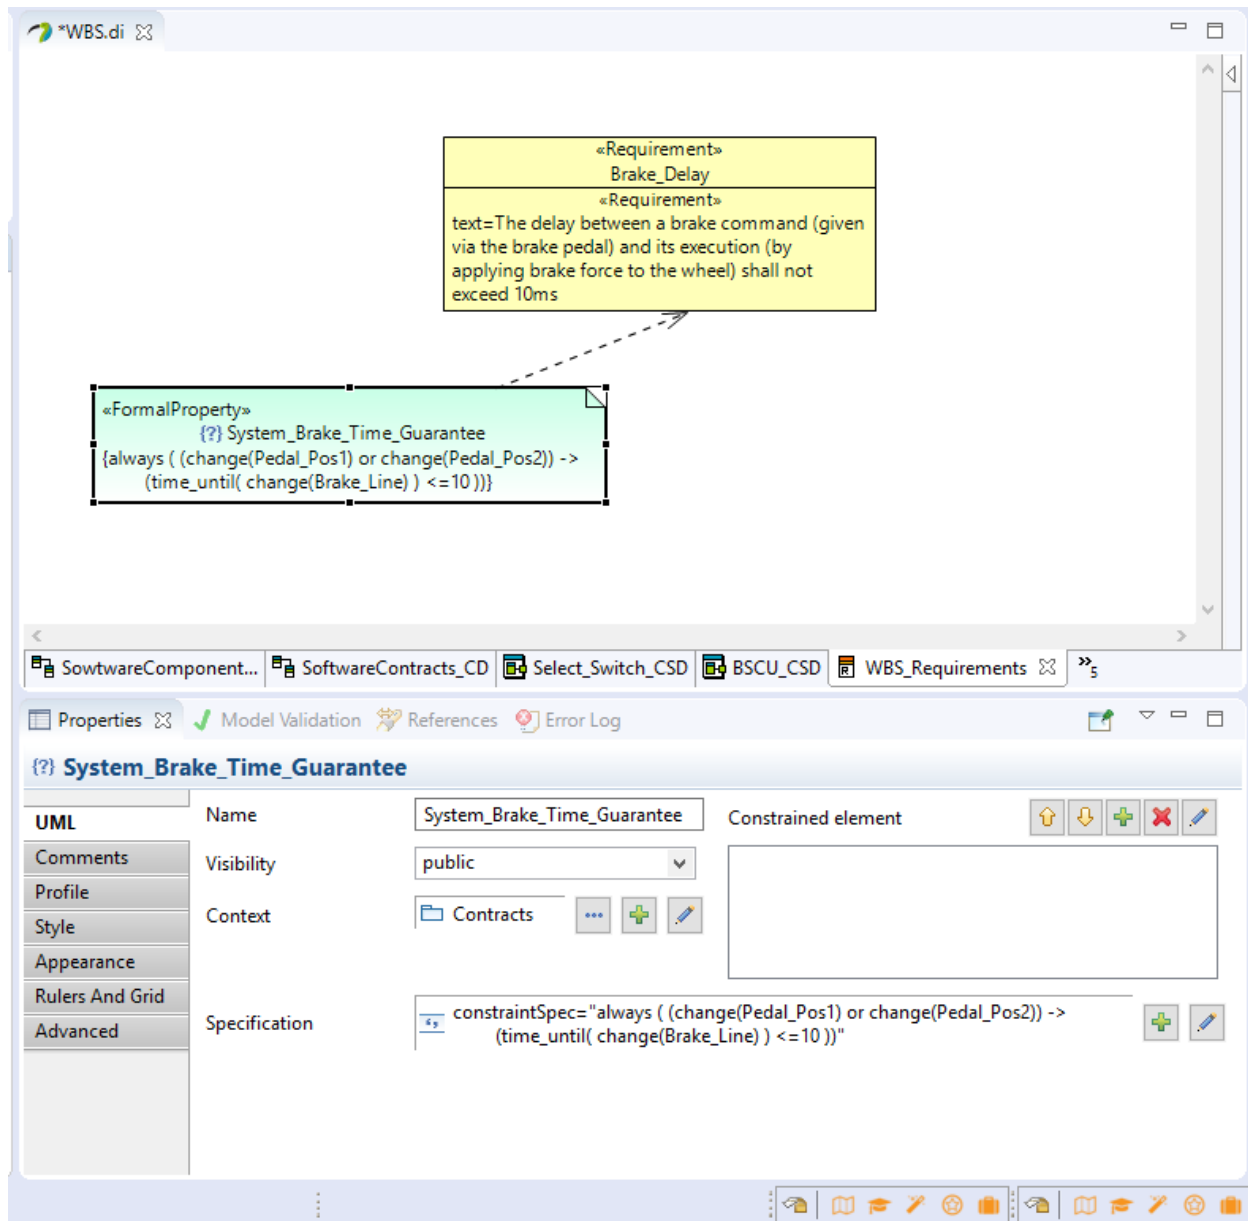 *WBS.di
«Requirement»
Brake_Delay
«Requirement»
text=The delay between a brake command (given
via the brake pedal) and its execution (by
applying brake force to the wheel) shall not
exceed 10ms
«FormalProperty»
{?} System_Brake_Time_Guarantee
{always ( (change(Pedal_Pos1) or change(Pedal_Pos2)) ->
(time_until( change(Brake_Line) ) <=10 ))}
SowtwareComponent... SoftwareContracts_CD Select_Switch_CSD BSCU_CSD WBS_Requirements »5
Properties Model Validation References Error Log
{?} System_Brake_Time_Guarantee
UML
Comments
Profile
Style
Appearance
Rulers And Grid
Advanced
Name System_Brake_Time_Guarantee Constrained element
Visibility public
Context Contracts
Specification constraintSpec="always ( (change(Pedal_Pos1) or change(Pedal_Pos2)) ->
(time_until( change(Brake_Line) ) <=10 ))"